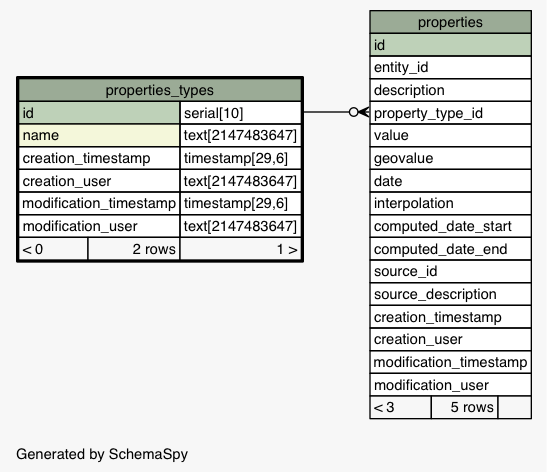 properties_types
id serial[10]
name text[2147483647]
creation_timestamp timestamp[29,6]
creation_user text[2147483647]
modification_timestamp timestamp[29,6]
modification_user text[2147483647]
< 0 2 rows 1 >
properties
id
entity_id
description
property_type_id
value
geovalue
date
interpolation
computed_date_start
computed_date_end
source_id
source_description
creation_timestamp
creation_user
modification_timestamp
modification_user
< 3 5 rows
Generated by SchemaSpy